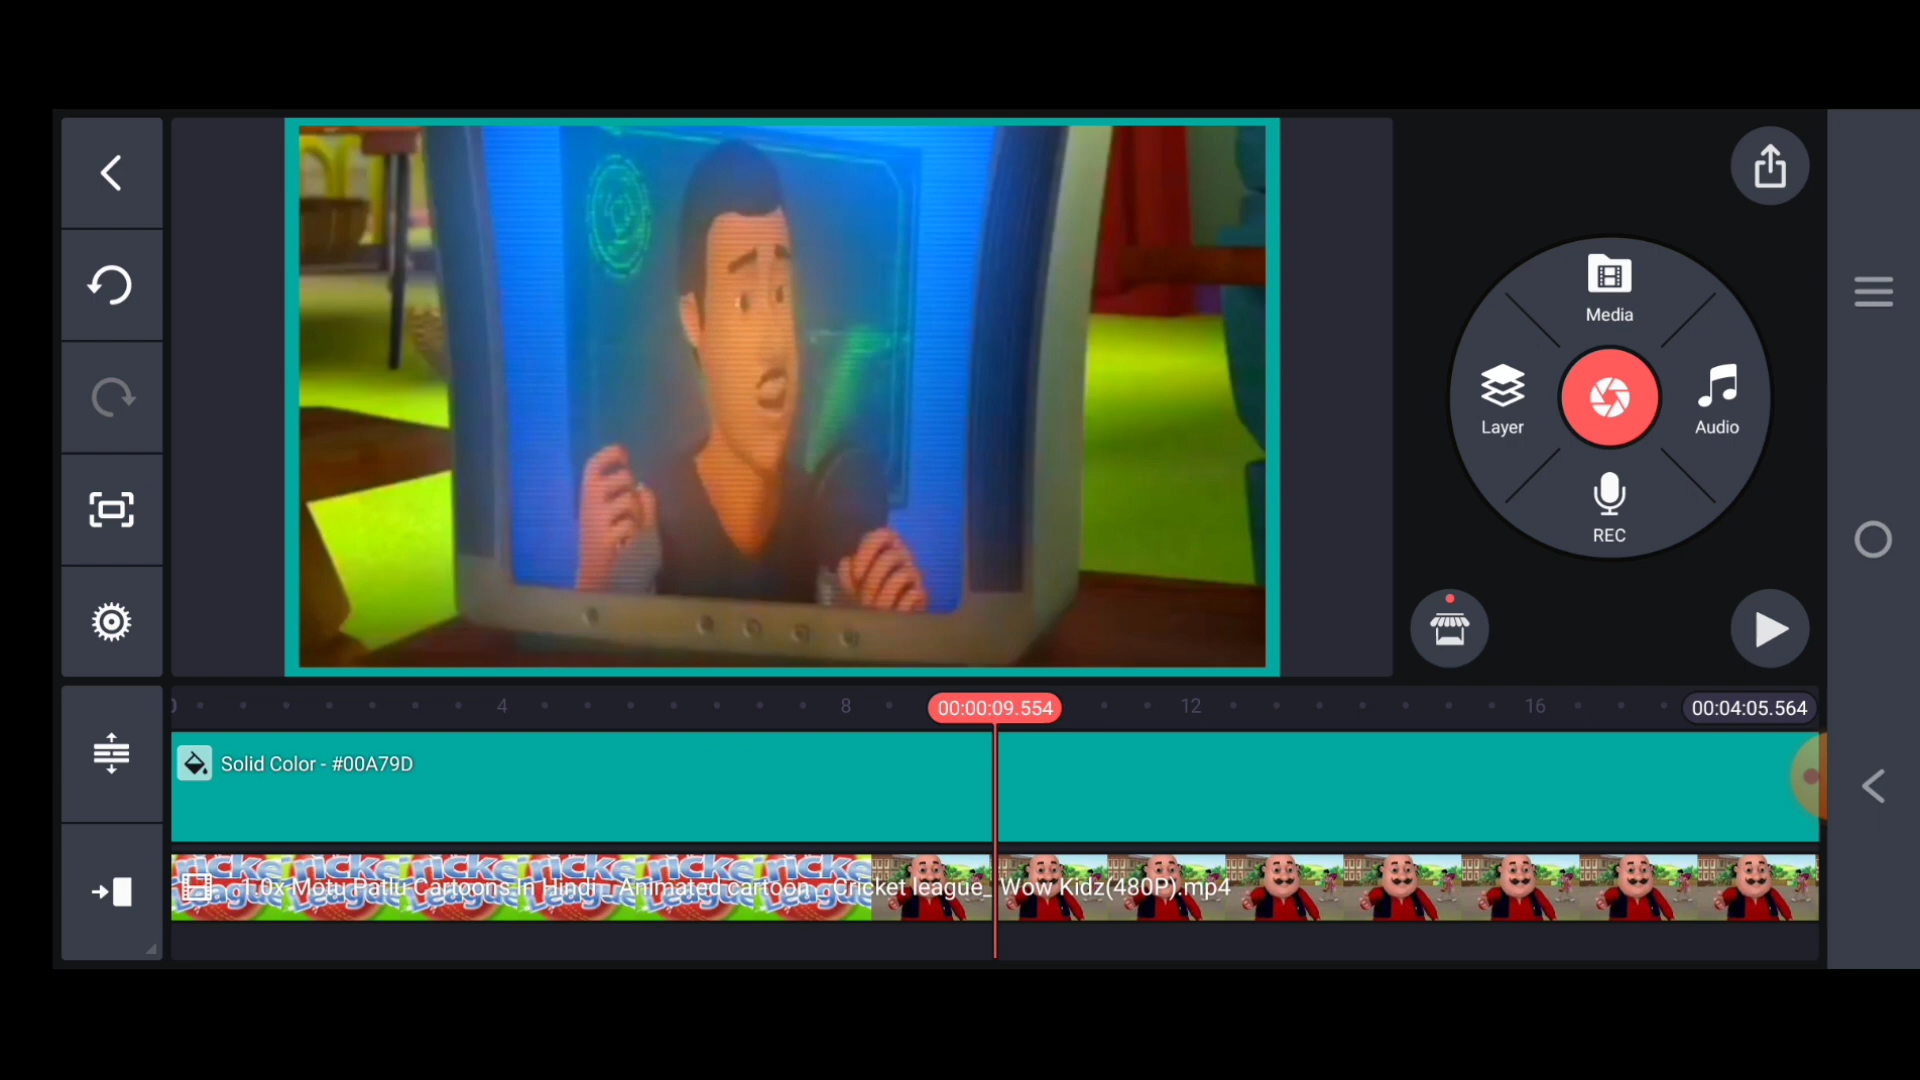 Media
Layer
Audio
REC
4
8
00:00:09.554
12
16
00:04:05.564
Solid Color - #00A79D
1.0x Motu Patlu Cartoons In Hindi _ Animated cartoon _ Cricket league_ Wow Kidz(480P).mp4